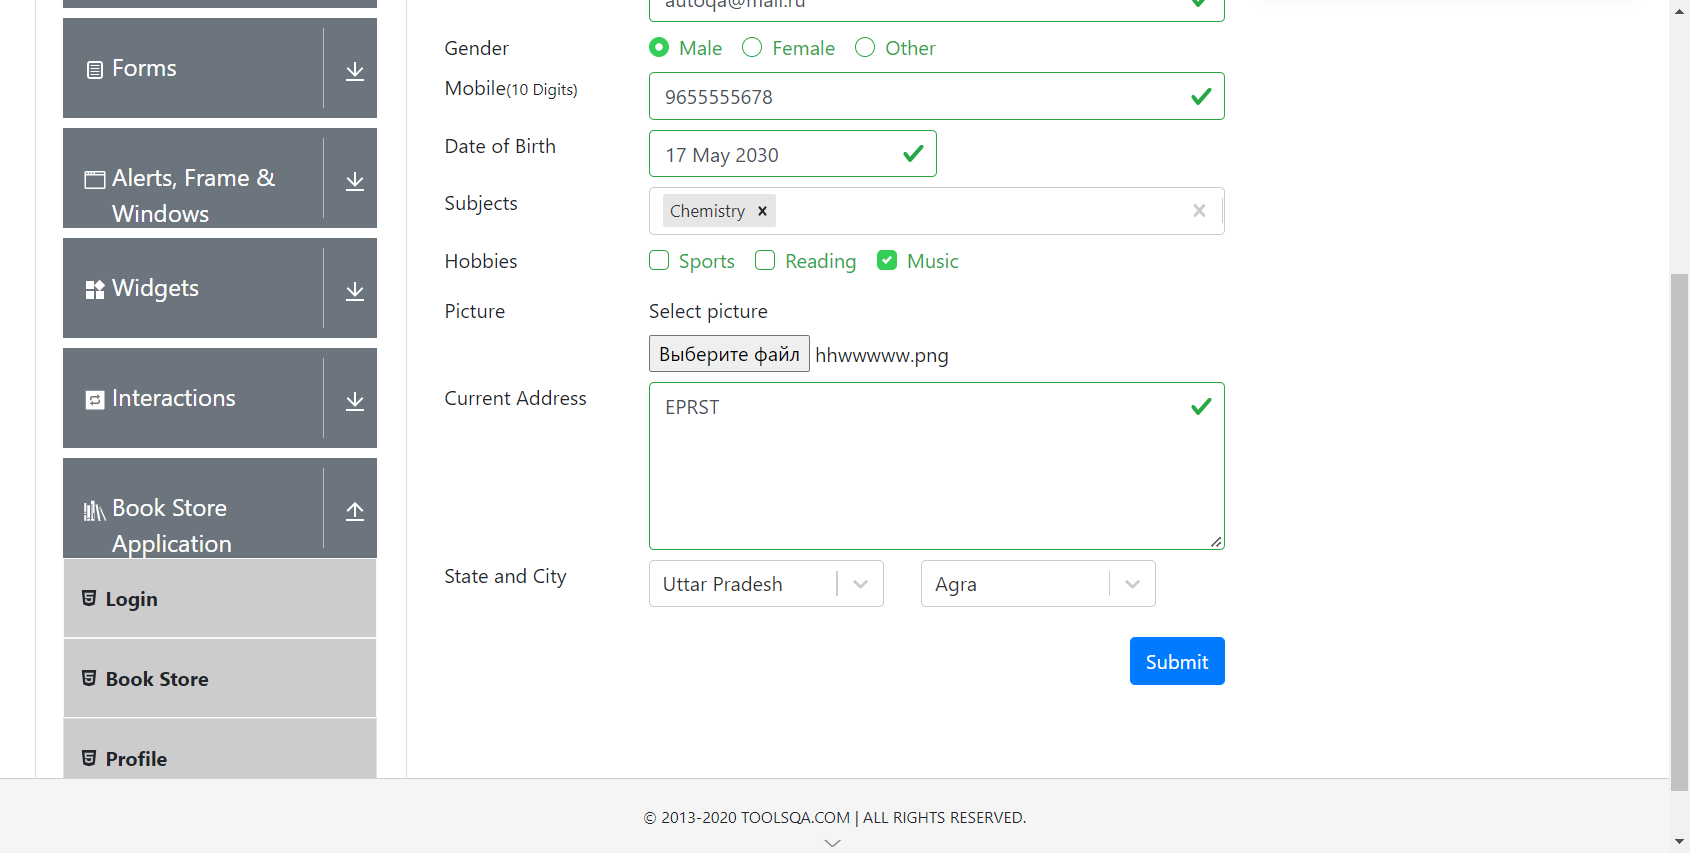 Forms
Alerts, Frame &
Windows
Widgets
Interactions
Book Store
Application
Login
Book Store
Profile
autoqa@mail.ru
Gender
Male Female Other
Mobile(10 Digits)
9655555678
Date of Birth
17 May 2030
Subjects
Chemistry
Hobbies
Sports Reading Music
Picture
Select picture
Выберите файл hhwwwww.png
Current Address
EPRST
State and City
Uttar Pradesh Agra
Submit
© 2013-2020 TOOLSQA.COM | ALL RIGHTS RESERVED.